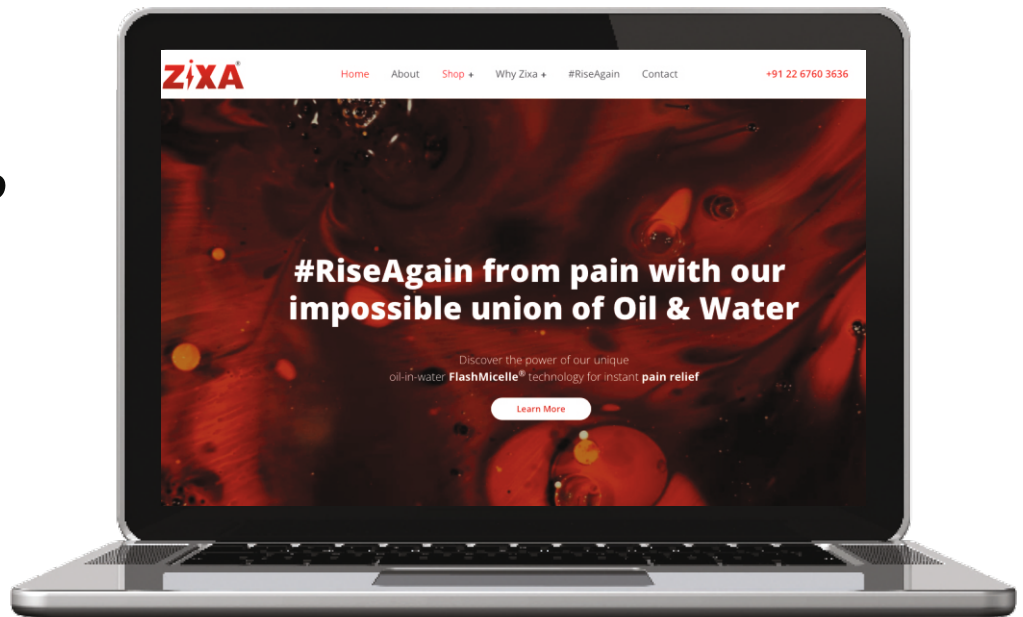 ZiXA®
Home About Shop + Why Zixa + #RiseAgain Contact +91 22 6760 3636
#RiseAgain from pain with our
impossible union of Oil & Water
Discover the power of our unique
oil-in-water FlashMicelle® technology for instant pain relief
Learn More